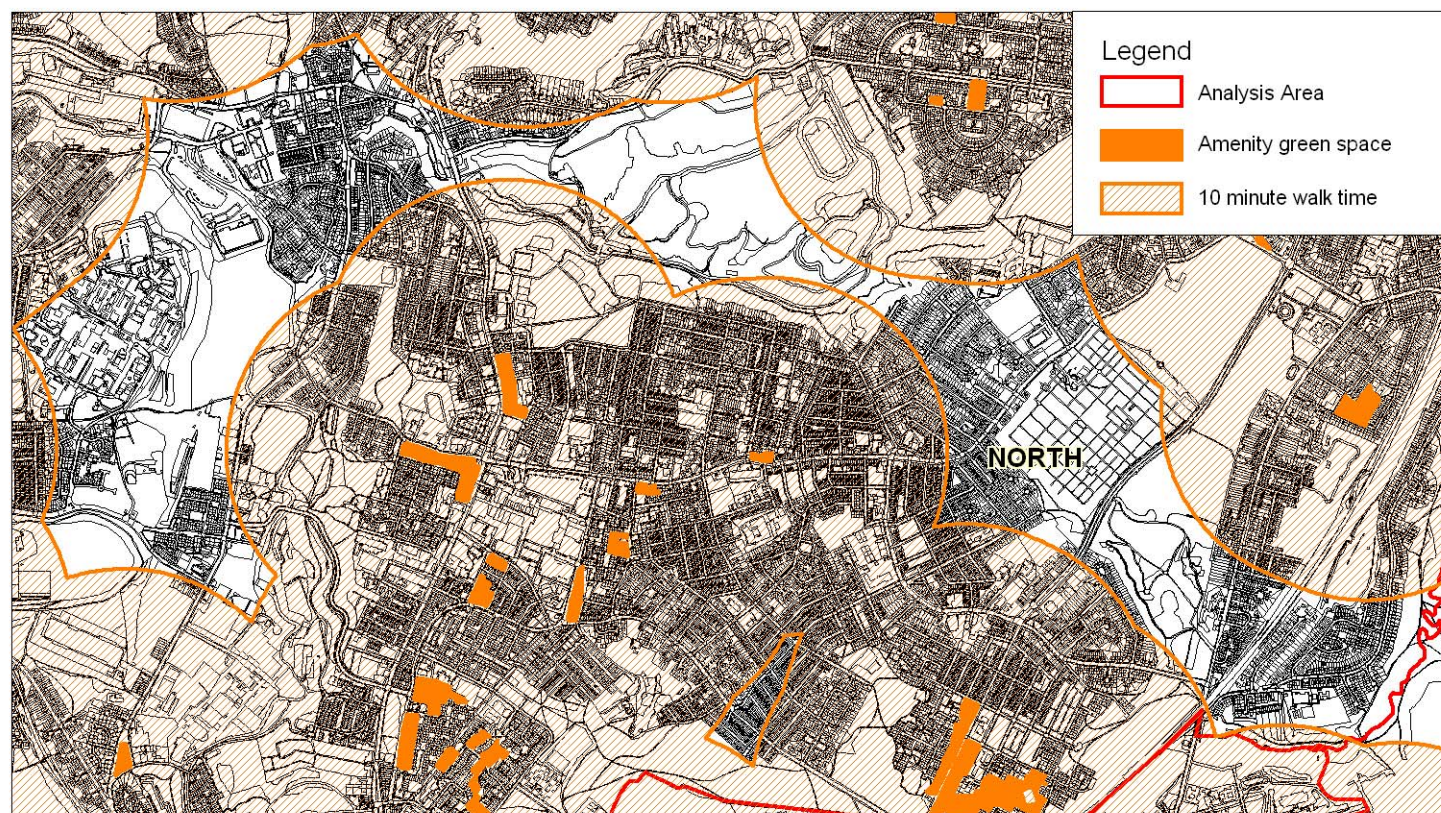 Legend
Analysis Area
Amenity green space
10 minute walk time
NORTH